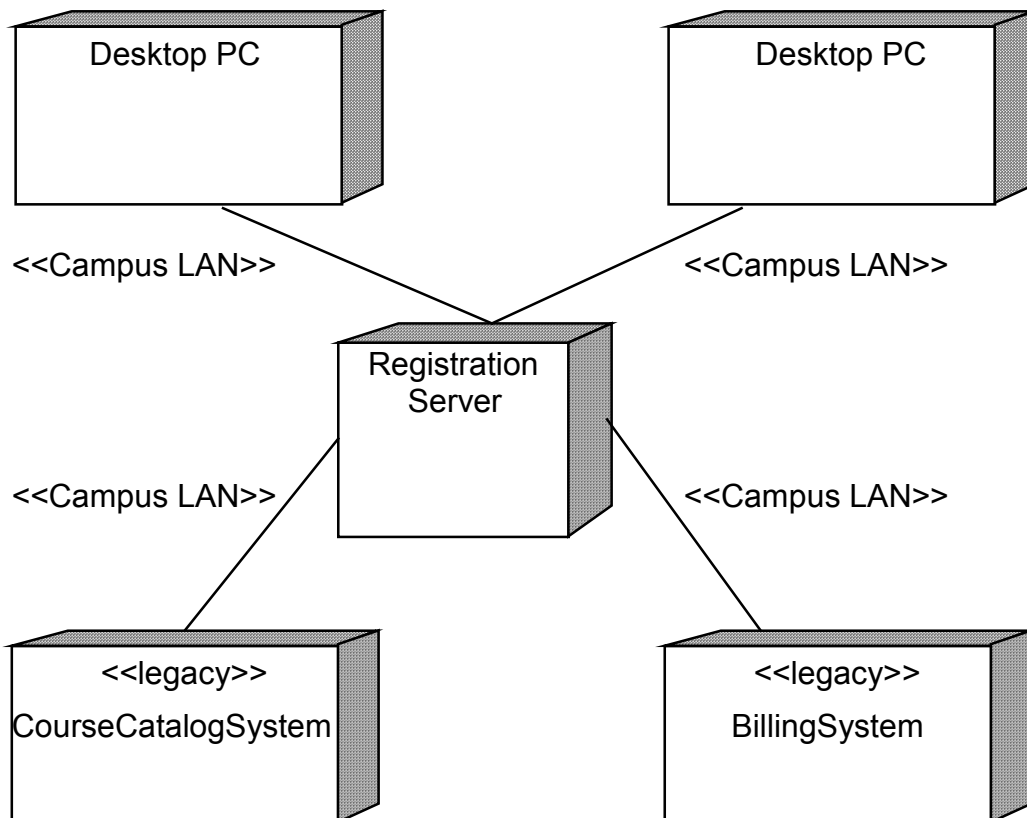 Desktop PC
Desktop PC
<<Campus LAN>>
<<Campus LAN>>
Registration
Server
<<Campus LAN>>
<<Campus LAN>>
<<legacy>>
CourseCatalogSystem
<<legacy>>
BillingSystem